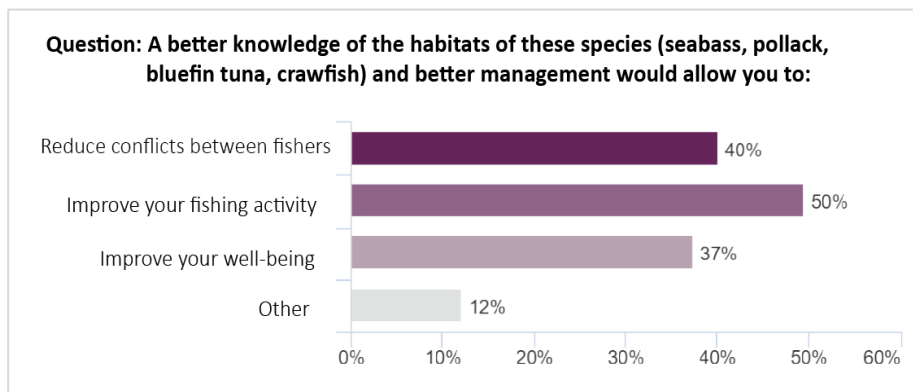 Question: A better knowledge of the habitats of these species (seabass, pollack,
bluefin tuna, crawfish) and better management would allow you to:
Reduce conflicts between fishers
40%
Improve your fishing activity
50%
Improve your well-being
37%
Other
12%
0% 10% 20% 30% 40% 50% 60%